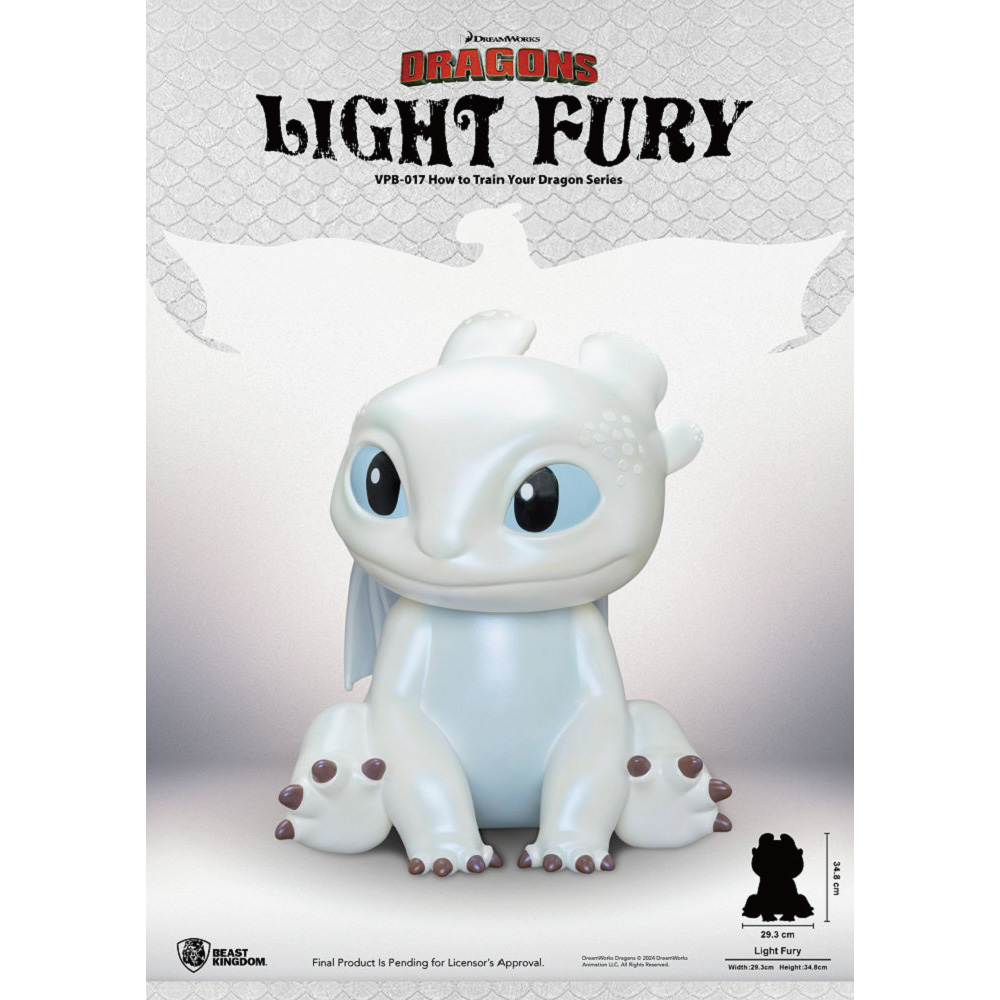 DREAMWORKS
DRAGONS
LIGHT FURY
VPB-017 How to Train Your Dragon Series
34.8 cm
29.3 cm
Light Fury
Width:29.3cm Height:34.8cm
BEAST
KINGDOM.
Final Product Is Pending for Licensor's Approval.
DreamWorks Dragons © 2024 DreamWorks
Animation LLC. All Rights Reserved.